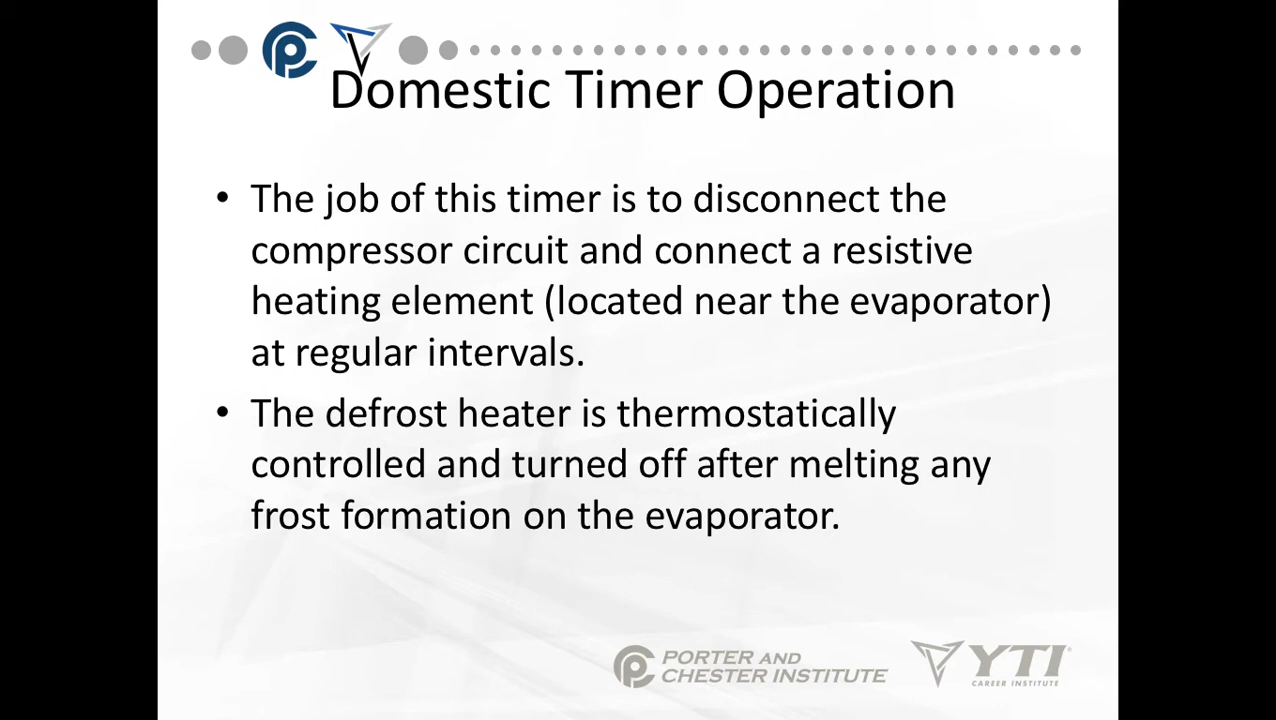 Domestic Timer Operation
• The job of this timer is to disconnect the
compressor circuit and connect a resistive
heating element (located near the evaporator)
at regular intervals.
• The defrost heater is thermostatically
controlled and turned off after melting any
frost formation on the evaporator.
PORTER AND
CHESTER INSTITUTE
YTI®
CAREER INSTITUTE